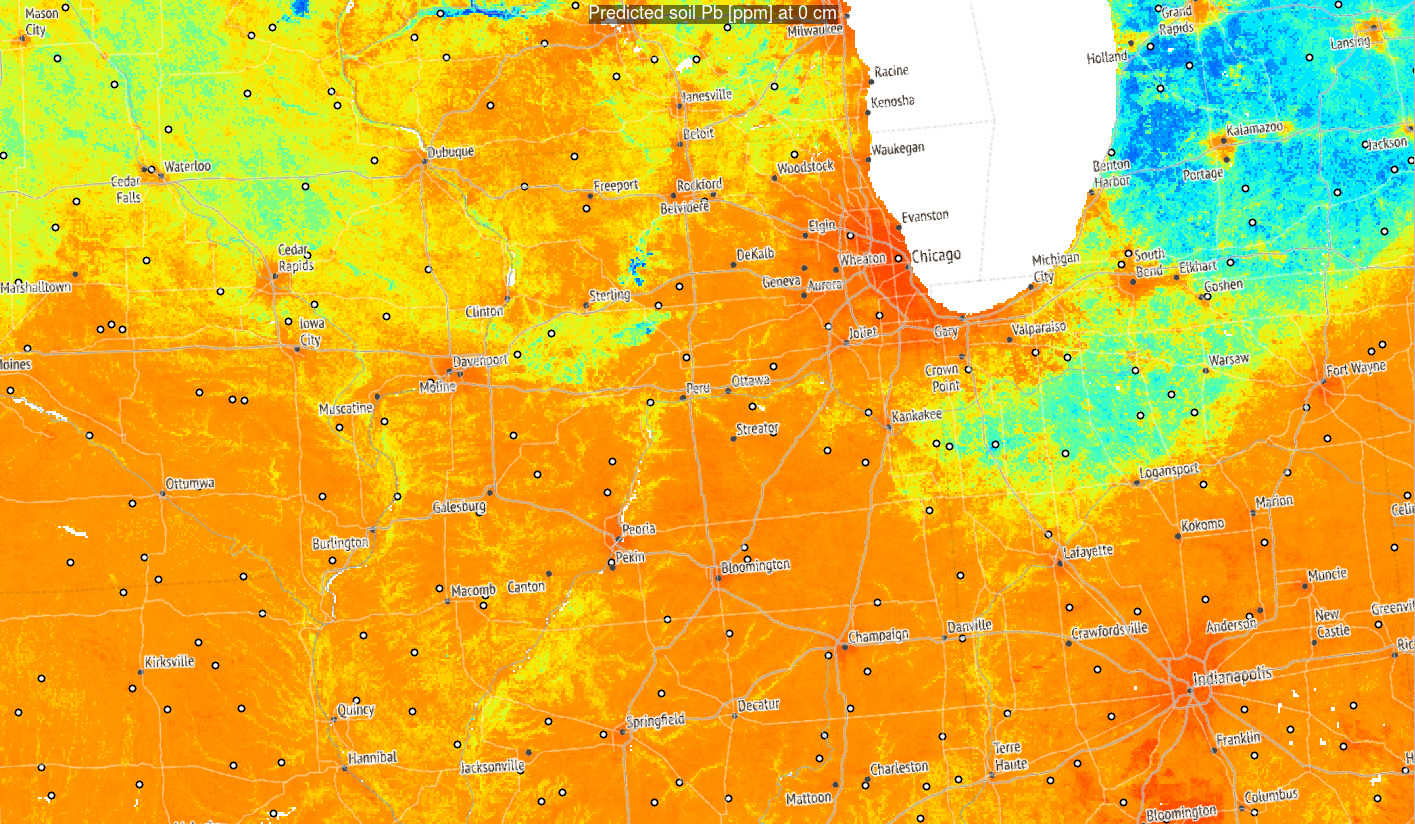 Predicted soil Pb [ppm] at 0 cm
Mason
City
Milwaukee
Grand
Rapids
Lansing
Holland
Racine
Janesville
Kenosha
Beloit
Kalamazoo
Jackson
Dubuque
Waukegan
Waterloo
Woodstock
Benton
Harbor
Portage
Cedar
Falls
Freeport
Rockford
Belvidere
Evanston
Elgin
Cedar
Rapids
DeKalb
Wheaton
Chicago
Michigan
City
South
Bend
Elkhart
Marshalltown
Geneva
Aurora
Goshen
Sterling
Clinton
Iowa
City
Joliet
Gary
Valparaiso
Moines
Davenport
Warsaw
Fort Wayne
Moline
Peru
Ottawa
Crown
Point
Muscatine
Kankakee
Streator
Logansport
Ottumwa
Marion
Galesburg
Celi
Kokomo
Peoria
Burlington
Pekin
Lafayette
Bloomington
Muncie
Macomb
Canton
Greenvil
New
Castle
Champaign
Danville
Crawfordsville
Anderson
Ric
Kirksville
Indianapolis
Quincy
Decatur
Springfield
Franklin
Hannibal
Terre
Haute
Jacksonville
Charleston
H
Mattoon
Columbus
Bloomington